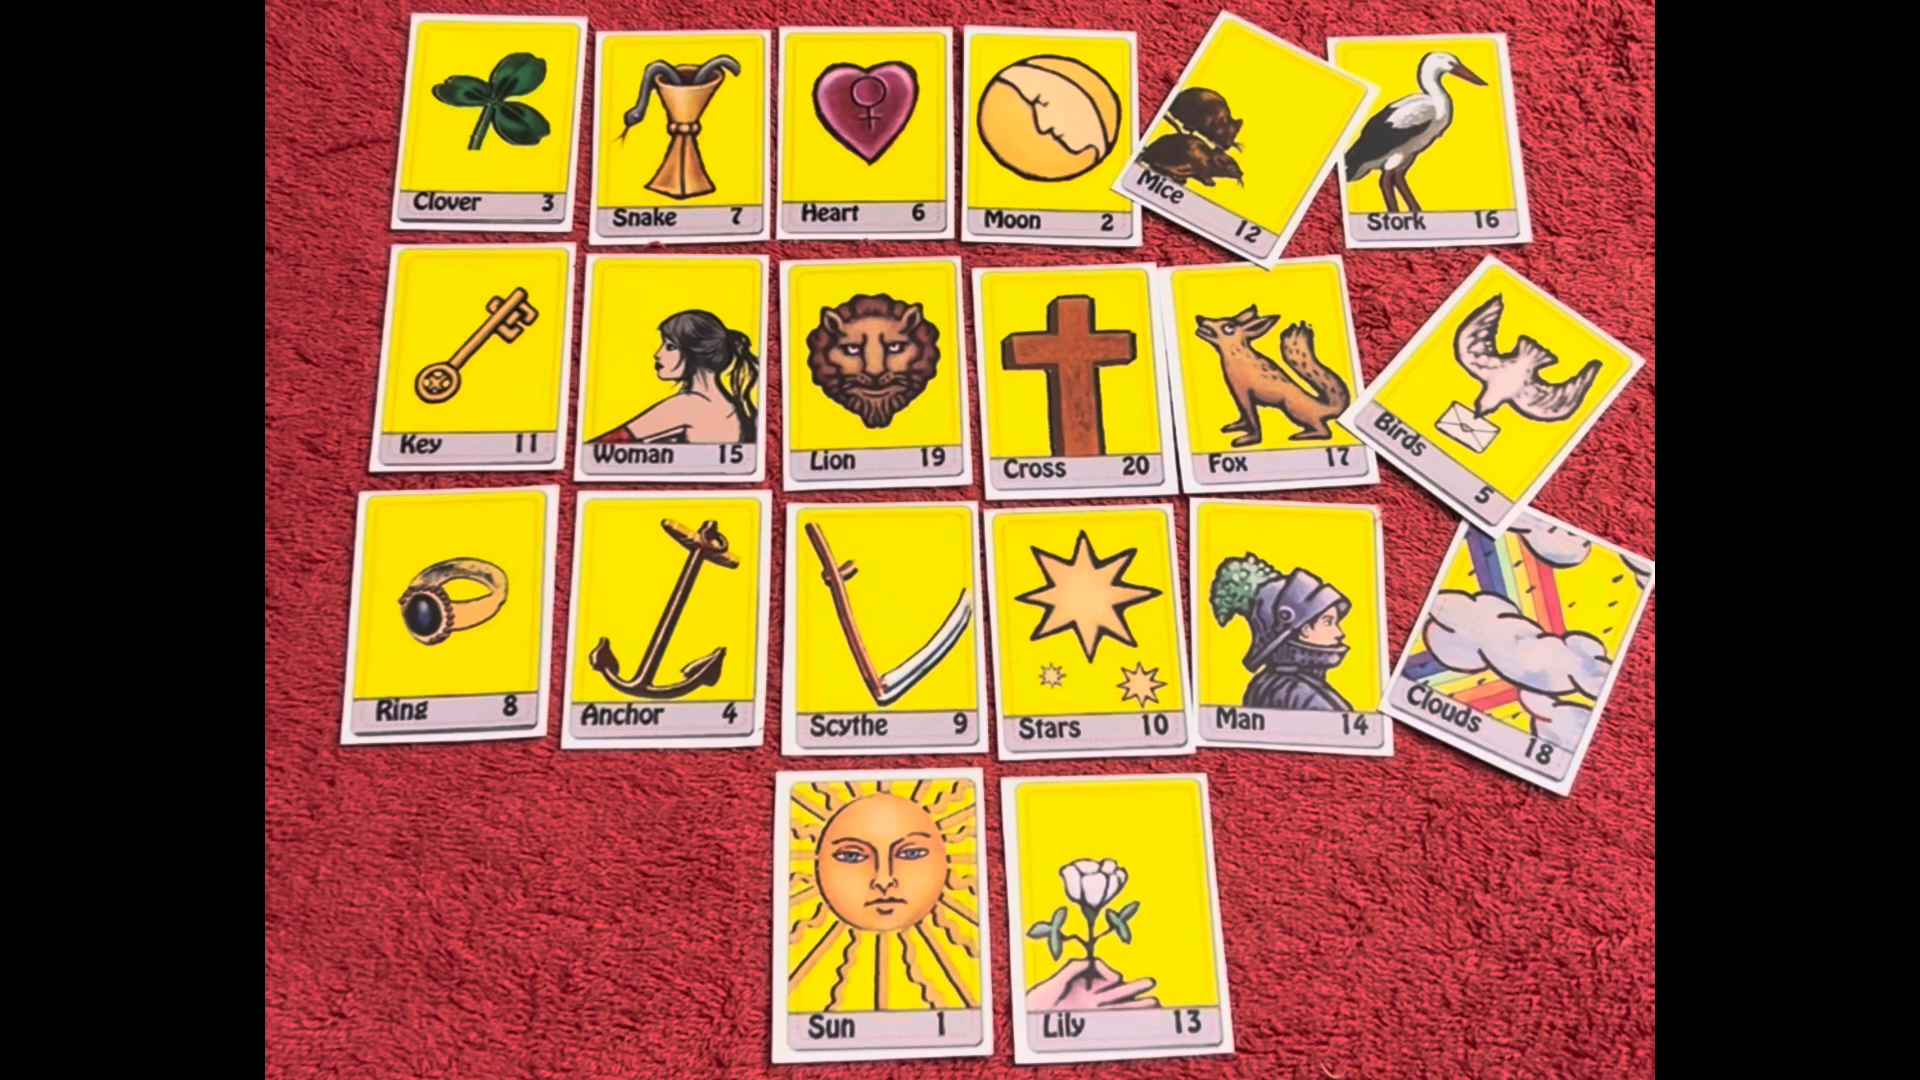 Clover 3
Snake 7
Heart 6
Moon 2
Mice 12
Stork 16
Key 11
Woman 15
Lion 19
Cross 20
Fox 17
Birds 5
Ring 8
Anchor 4
Scythe 9
Stars 10
Man 14
Clouds 18
Sun 1
Lily 13